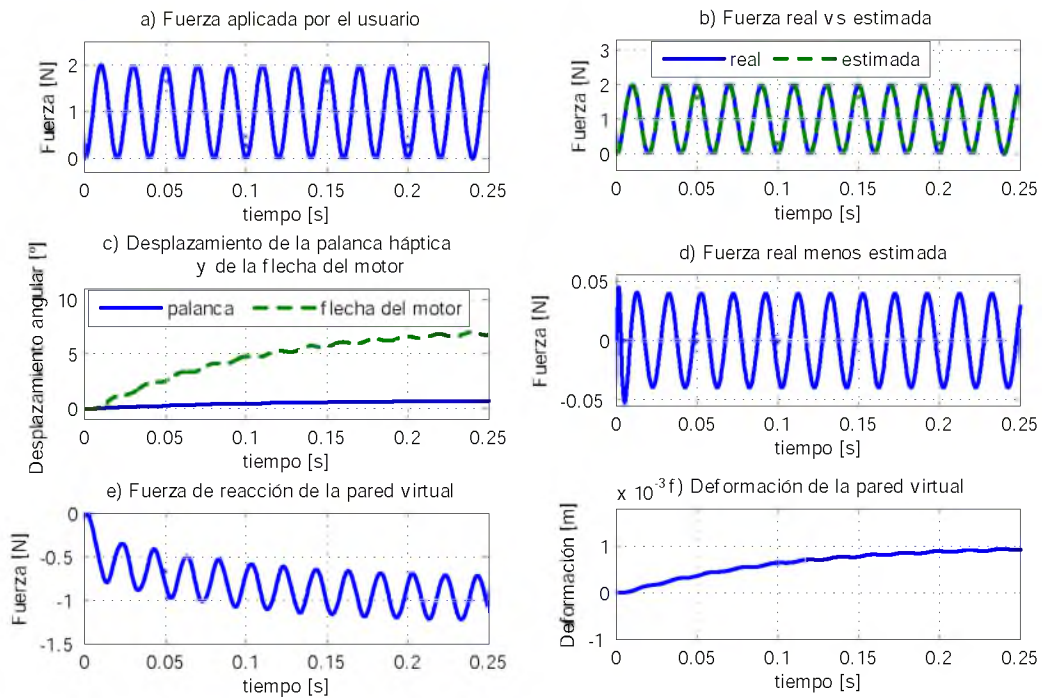 a) Fuerza aplicada por el usuario
Fuerza [N]
2
1
0
0 0.05 0.1 0.15 0.2 0.25
tiempo [s]
b) Fuerza real vs estimada
real estimada
Fuerza [N]
3
2
1
0
0 0.05 0.1 0.15 0.2 0.25
tiempo [s]
c) Desplazamiento de la palanca háptica
y de la flecha del motor
palanca flecha del motor
Desplazamiento angular [°]
10
5
0
0 0.05 0.1 0.15 0.2 0.25
tiempo [s]
d) Fuerza real menos estimada
Fuerza [N]
0.05
0
-0.05
0 0.05 0.1 0.15 0.2 0.25
tiempo [s]
e) Fuerza de reacción de la pared virtual
Fuerza [N]
0
-0.5
-1
-1.5
0 0.05 0.1 0.15 0.2 0.25
tiempo [s]
x 10-3 f) Deformación de la pared virtual
Deformación [m]
1
0
-1
0 0.05 0.1 0.15 0.2 0.25
tiempo [s]